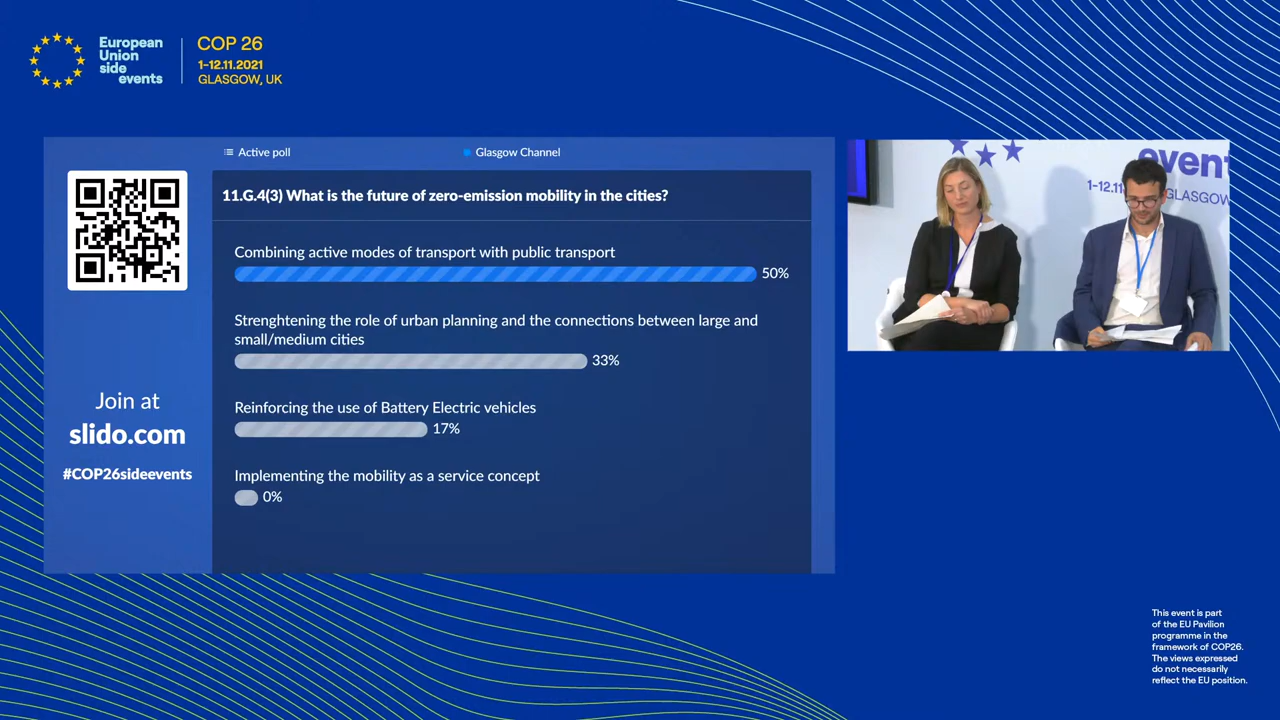 European
Union
side
events
COP 26
1-12.11.2021
GLASGOW, UK
Active poll
Glasgow Channel
11.G.4(3) What is the future of zero-emission mobility in the cities?
Combining active modes of transport with public transport
50%
Strenghtening the role of urban planning and the connections between large and
small/medium cities
33%
Reinforcing the use of Battery Electric vehicles
17%
Implementing the mobility as a service concept
0%
Join at
slido.com
#COP26sideevents
event
1-12.11
GLASGOW
This event is part
of the EU Pavilion
programme in the
framework of COP26.
The views expressed
do not necessarily
reflect the EU position.